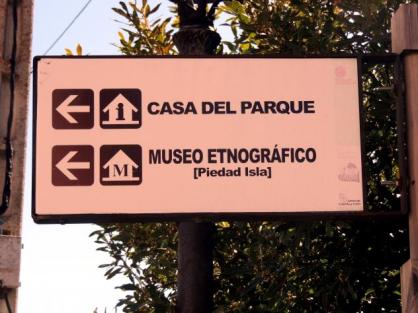 i CASA DEL PARQUE
M MUSEO ETNOGRÁFICO
[Piedad Isla]